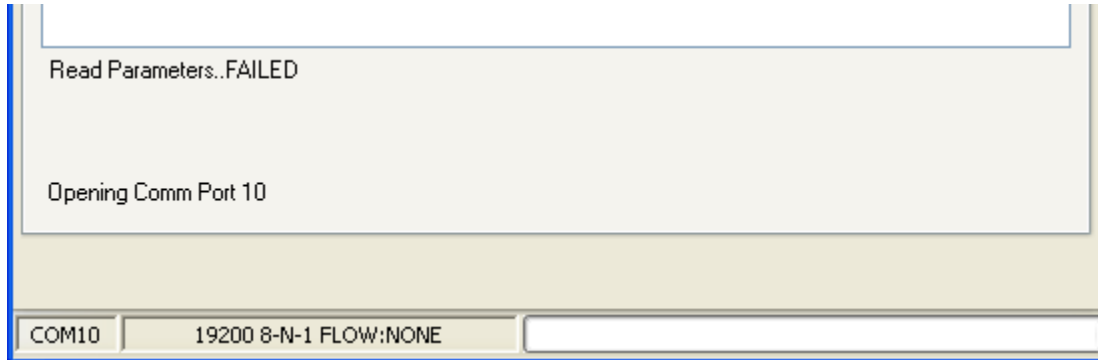 Read Parameters..FAILED
Opening Comm Port 10
COM10 19200 8-N-1 FLOW:NONE